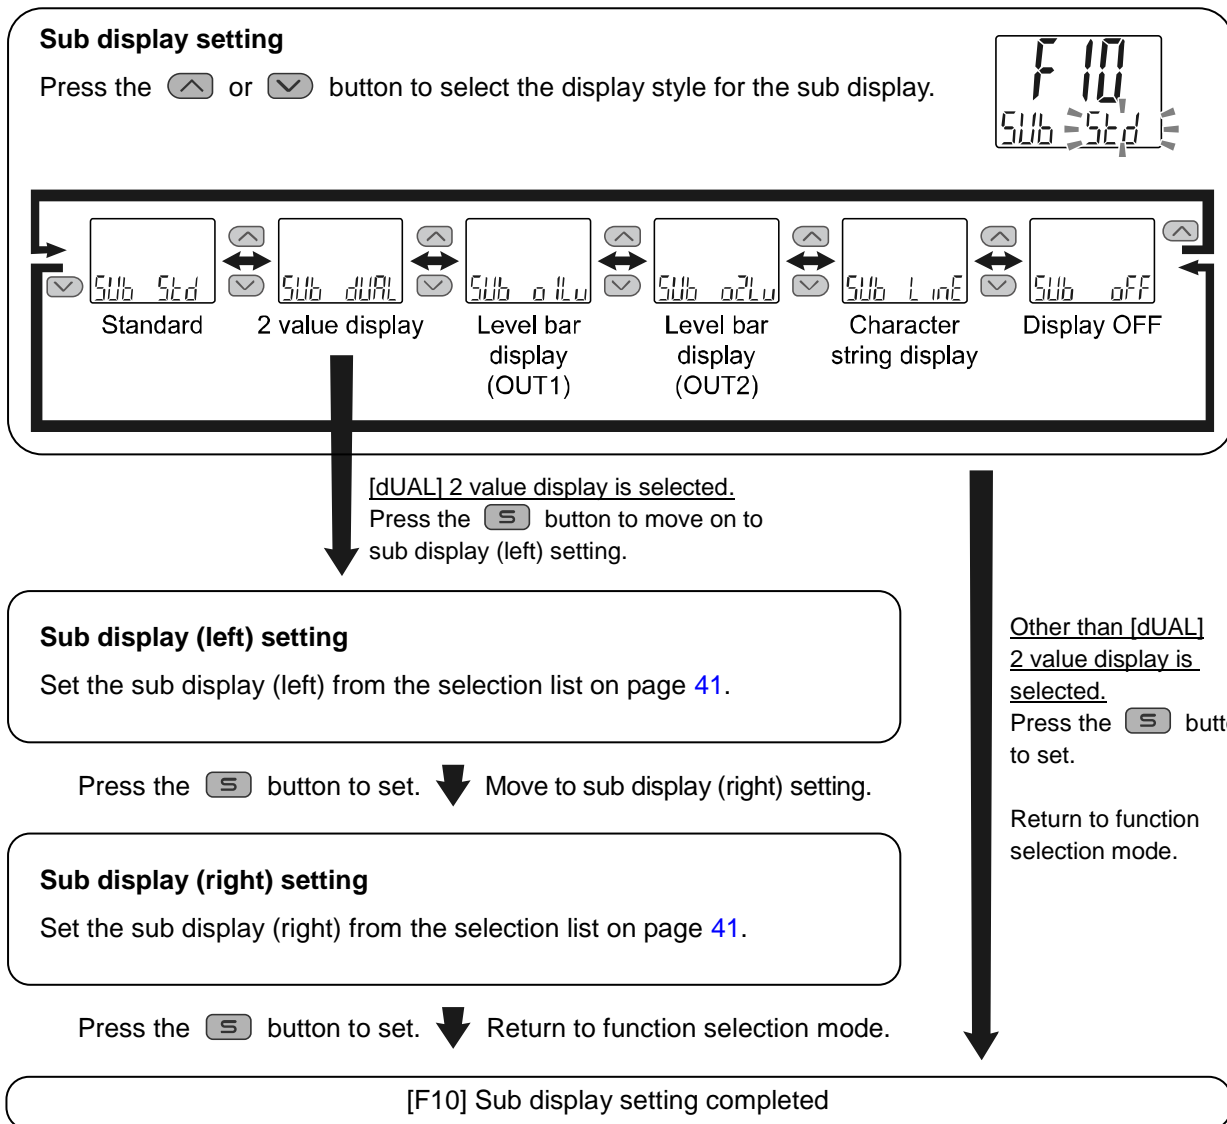 Sub display setting
Press the or button to select the display style for the sub display.
F10
SUb Std
SUb Std
SUb dUAL
SUb o1Lv
SUb o2Lv
SUb LinE
SUb oFF
Standard
2 value display
Level bar
display
(OUT1)
Level bar
display
(OUT2)
Character
string display
Display OFF
[dUAL] 2 value display is selected.
Press the S button to move on to
sub display (left) setting.
Sub display (left) setting
Set the sub display (left) from the selection list on page 41.
Press the S button to set. Move to sub display (right) setting.
Sub display (right) setting
Set the sub display (right) from the selection list on page 41.
Press the S button to set. Return to function selection mode.
Other than [dUAL]
2 value display is
selected.
Press the S butt
to set.
Return to function
selection mode.
[F10] Sub display setting completed